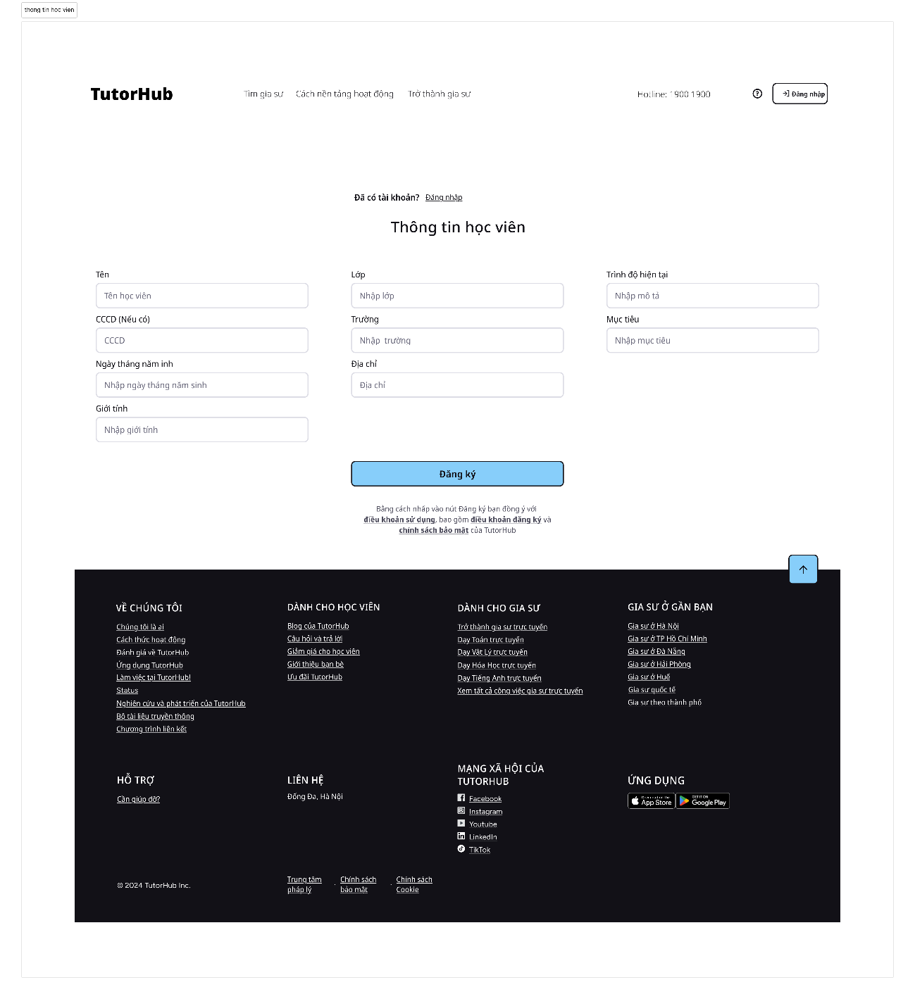 thong tin hoc vien
TutorHub
Tìm gia sư
Cách nền tảng hoạt động
Trở thành gia sư
Hotline: 1900 1900
Đăng nhập
Đã có tài khoản? Đăng nhập
Thông tin học viên
Tên
Tên học viên
CCCD (Nếu có)
CCCD
Ngày tháng năm inh
Nhập ngày tháng năm sinh
Giới tính
Nhập giới tính
Lớp
Nhập lớp
Trường
Nhập  trường
Địa chỉ
Địa chỉ
Trình độ hiện tại
Nhập mô tả
Mục tiêu
Nhập mục tiêu
Đăng ký
Bằng cách nhấp vào nút Đăng ký bạn đồng ý với
điều khoản sử dụng, bao gồm điều khoản đăng ký và
chính sách bảo mật của TutorHub
VỀ CHÚNG TÔI
Chúng tôi là ai
Cách thức hoạt động
Đánh giá về TutorHub
Ứng dụng TutorHub
Làm việc tại TutorHub!
Status
Nghiên cứu và phát triển của TutorHub
Bộ tài liệu truyền thông
Chương trình liên kết
DÀNH CHO HỌC VIÊN
Blog của TutorHub
Câu hỏi và trả lời
Giảm giá cho học viên
Giới thiệu bạn bè
Ưu đãi TutorHub
DÀNH CHO GIA SƯ
Trở thành gia sư trực tuyến
Dạy Toán trực tuyến
Dạy Vật Lý trực tuyến
Dạy Hóa Học trực tuyến
Dạy Tiếng Anh trực tuyến
Xem tất cả công việc gia sư trực tuyến
GIA SƯ Ở GẦN BẠN
Gia sư ở Hà Nội
Gia sư ở TP Hồ Chí Minh
Gia sư ở Đà Nẵng
Gia sư ở Hải Phòng
Gia sư ở Huế
Gia sư quốc tế
Gia sư theo thành phố
HỖ TRỢ
Cần giúp đỡ?
LIÊN HỆ
Đống Đa, Hà Nội
MẠNG XÃ HỘI CỦA
TUTORHUB
Facebook
Instagram
Youtube
LinkedIn
TikTok
ỨNG DỤNG
Download on the
App Store
GET IT ON
Google Play
© 2024 TutorHub Inc.
Trung tâm
pháp lý
· Chính sách
bảo mật
· Chính sách
Cookie